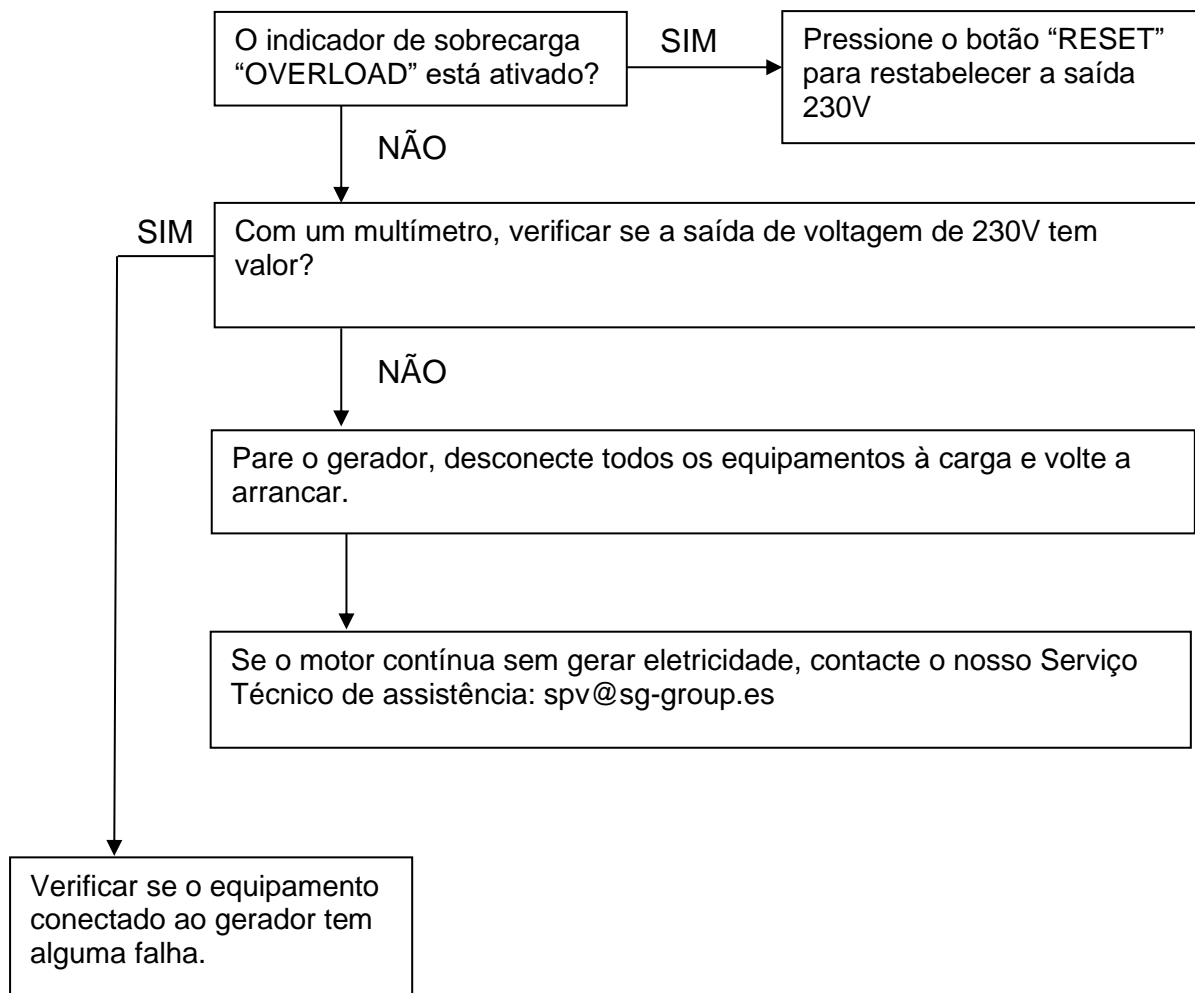 O indicador de sobrecarga
“OVERLOAD” está ativado?
SIM
Pressione o botão “RESET”
para restabelecer a saída
230V
NÃO
SIM
Com um multímetro, verificar se a saída de voltagem de 230V tem
valor?
NÃO
Pare o gerador, desconecte todos os equipamentos à carga e volte a
arrancar.
Se o motor contínua sem gerar eletricidade, contacte o nosso Serviço
Técnico de assistência: spv@sg-group.es
Verificar se o equipamento
conectado ao gerador tem
alguma falha.